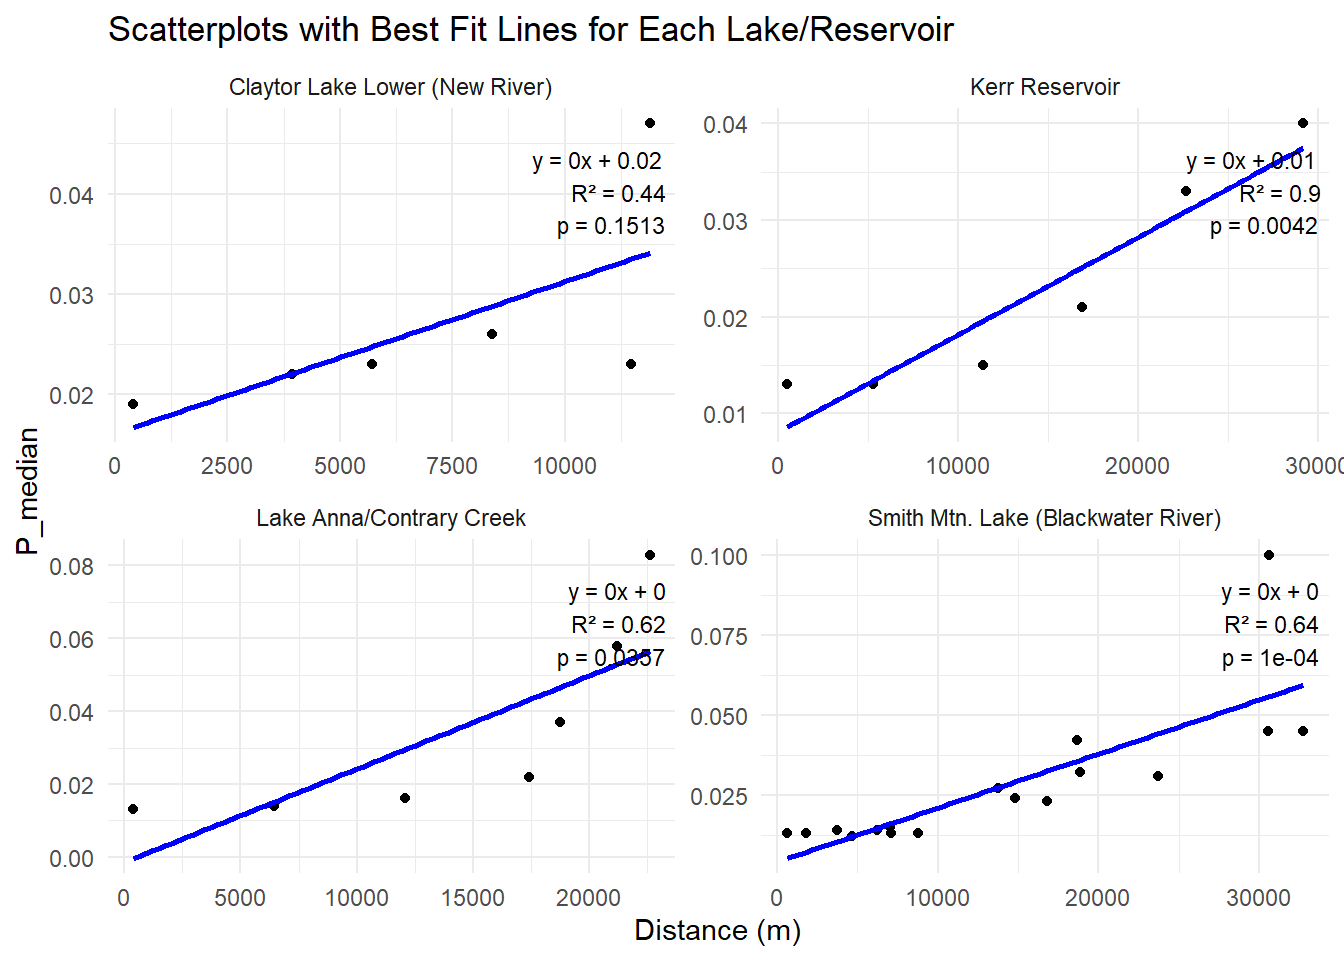 Scatterplots with Best Fit Lines for Each Lake/Reservoir
Claytor Lake Lower (New River)
0.04
0.03
0.02
y = 0x + 0.02
R² = 0.44
p = 0.1513
0 2500 5000 7500 10000
Kerr Reservoir
0.04
0.03
0.02
0.01
y = 0x + 0.01
R² = 0.9
p = 0.0042
0 10000 20000 30000
P_median
Lake Anna/Contrary Creek
0.08
0.06
0.04
0.02
0.00
y = 0x + 0
R² = 0.62
p = 0.0357
0 5000 10000 15000 20000
Smith Mtn. Lake (Blackwater River)
0.100
0.075
0.050
0.025
y = 0x + 0
R² = 0.64
p = 1e-04
0 10000 20000 30000
Distance (m)